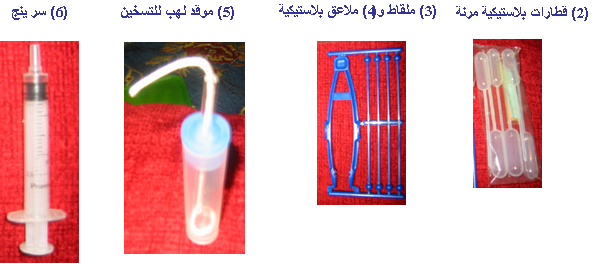 (2) قطارات بلاستيكية مرنة
(3) ملقاط و(4) ملاعق بلاستيكية
(5) موقد لهب للتسخين
(6) سر ينج